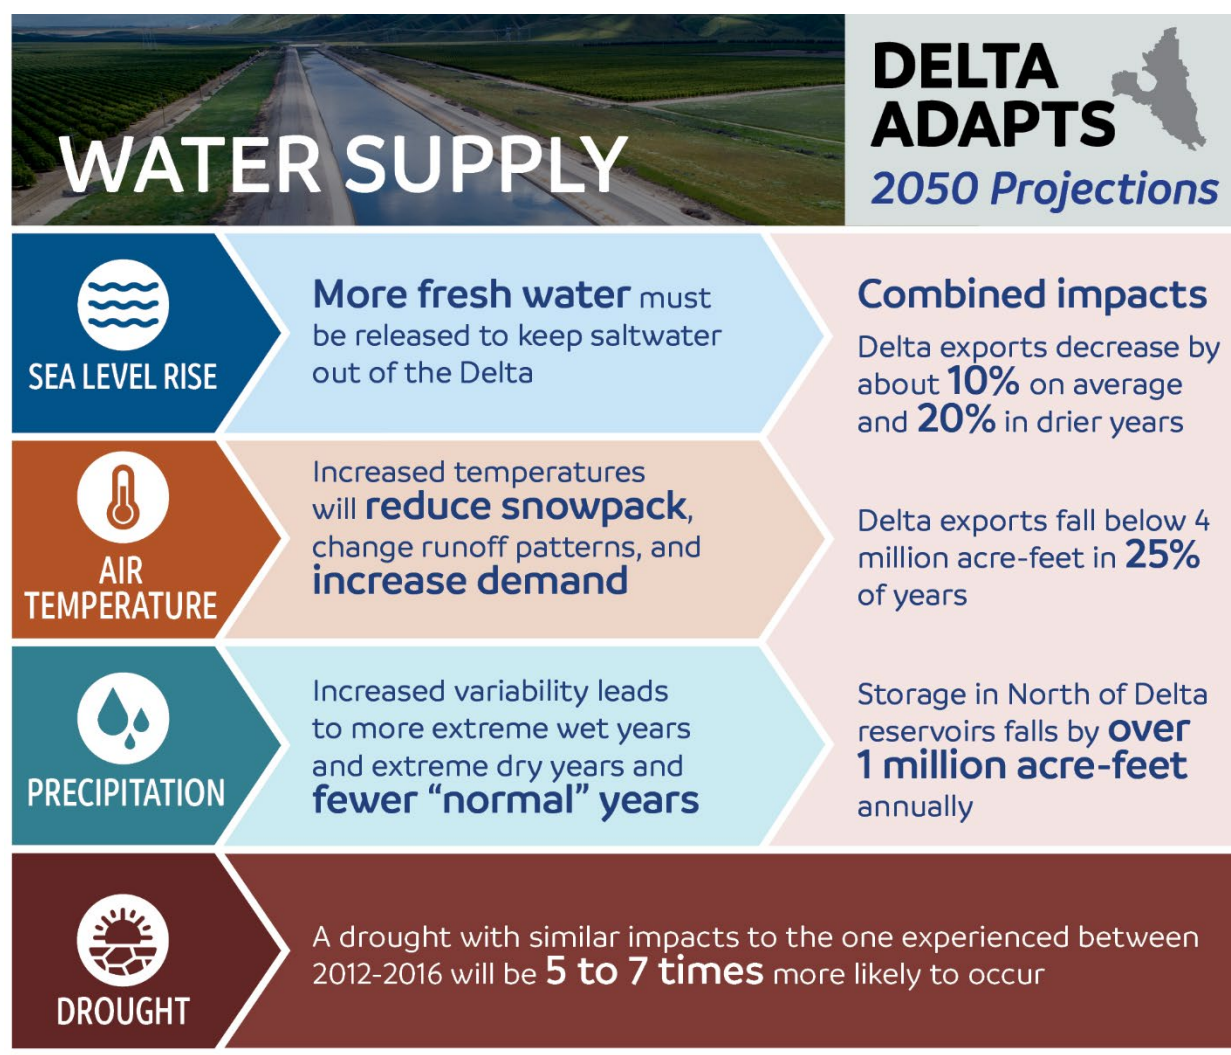 WATER SUPPLY
DELTA
ADAPTS
2050 Projections
SEA LEVEL RISE
More fresh water must
be released to keep saltwater
out of the Delta
AIR
TEMPERATURE
Increased temperatures
will reduce snowpack,
change runoff patterns, and
increase demand
PRECIPITATION
Increased variability leads
to more extreme wet years
and extreme dry years and
fewer “normal” years
Combined impacts
Delta exports decrease by
about 10% on average
and 20% in drier years
Delta exports fall below 4
million acre-feet in 25%
of years
Storage in North of Delta
reservoirs falls by over
1 million acre-feet
annually
DROUGHT
A drought with similar impacts to the one experienced between
2012-2016 will be 5 to 7 times more likely to occur